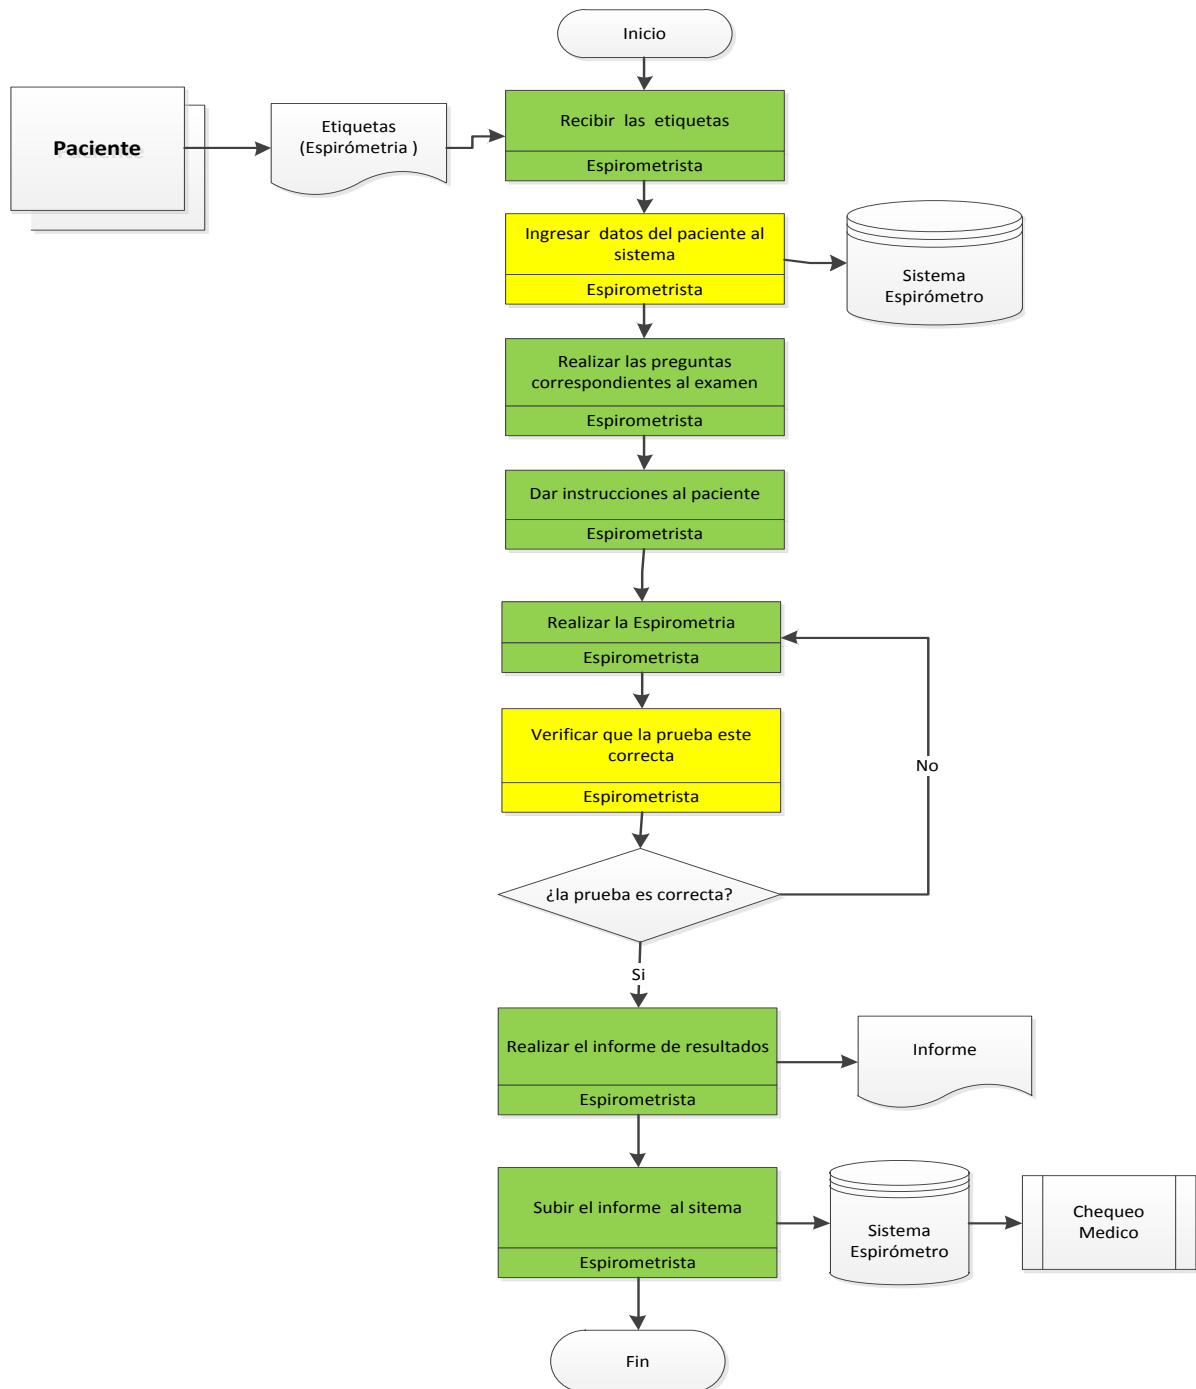 Inicio
Paciente
Etiquetas
(Espirómetria )
Recibir las etiquetas
Espirometrista
Ingresar datos del paciente al
sistema
Espirometrista
Sistema
Espirómetro
Realizar las preguntas
correspondientes al examen
Espirometrista
Dar instrucciones al paciente
Espirometrista
Realizar la Espirometria
Espirometrista
Verificar que la prueba este
correcta
Espirometrista
No
¿la prueba es correcta?
Si
Realizar el informe de resultados
Espirometrista
Informe
Subir el informe al sitema
Espirometrista
Sistema
Espirómetro
Chequeo
Medico
Fin